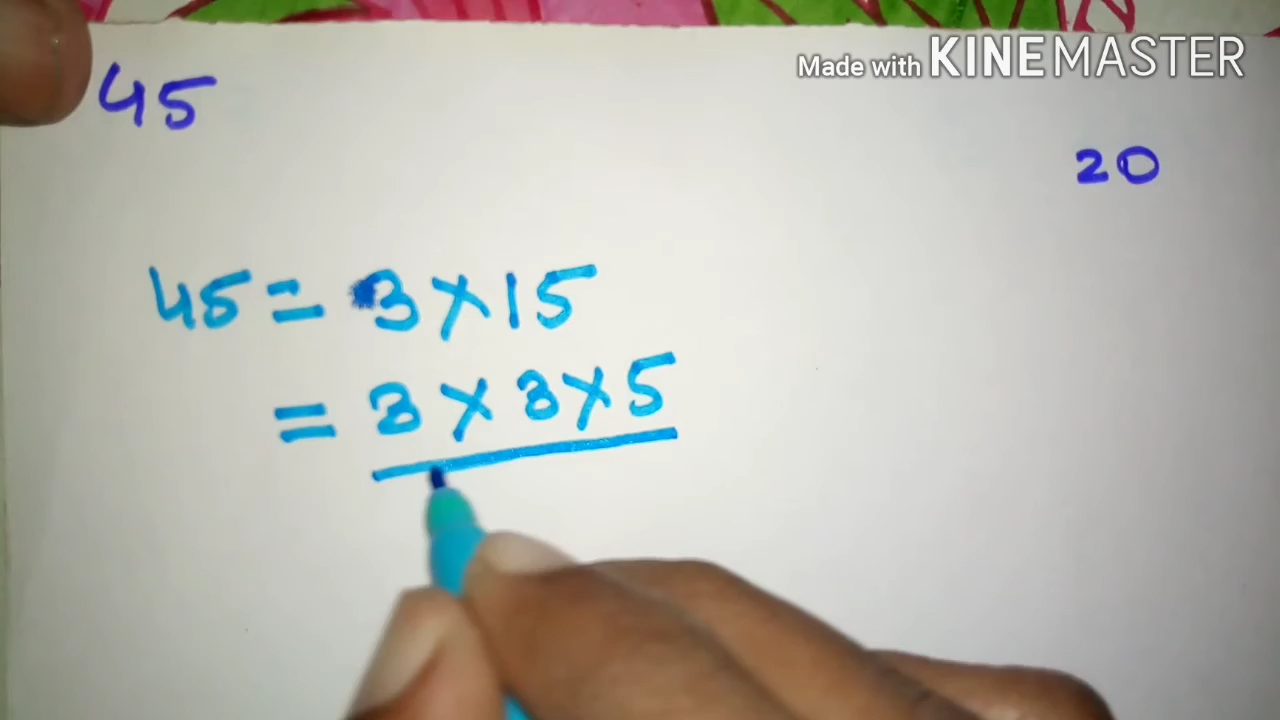 Made with KINEMASTER
45
20
45 = 3 × 15
= 3 × 3 × 5